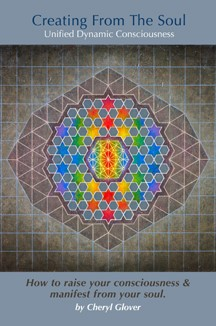 Creating From The Soul
Unified Dynamic Consciousness
How to raise your consciousness &
manifest from your soul.
by Cheryl Glover